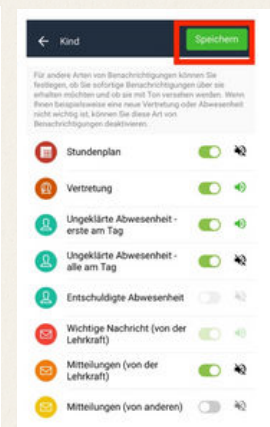 Kind
Speichern
Für andere Arten von Benachrichtigungen können Sie
festlegen, ob Sie sofortige Benachrichtigungen über sie
erhalten möchten und ob sie mit Ton versehen werden. Wenn
Ihnen beispielsweise eine neue Vertretung oder Abwesenheit
nicht wichtig ist, können Sie diese Art von
Benachrichtigungen deaktivieren.
Stundenplan
Vertretung
Ungeklärte Abwesenheit -
erste am Tag
Ungeklärte Abwesenheit -
alle am Tag
Entschuldigte Abwesenheit
Wichtige Nachricht (von der
Lehrkraft)
Mitteilungen (von der
Lehrkraft)
Mitteilungen (von anderen)